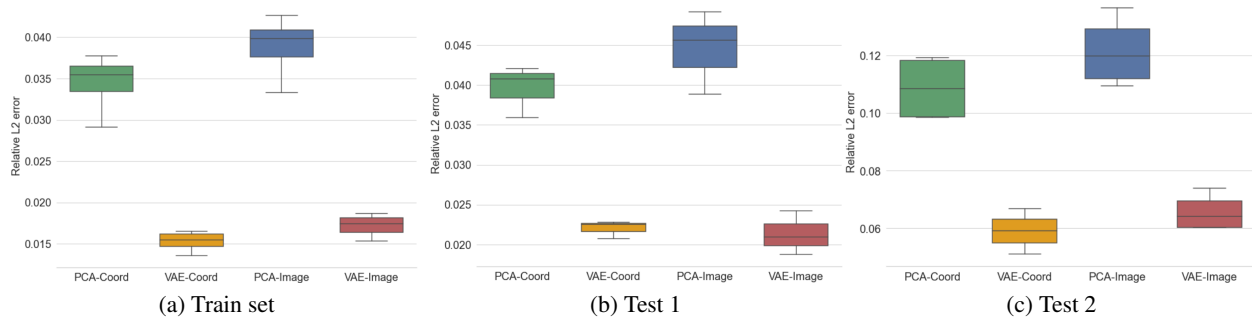 Relative L2 error
0.040
0.035
0.030
0.025
0.020
0.015
PCA-Coord VAE-Coord PCA-Image VAE-Image
(a) Train set
Relative L2 error
0.045
0.040
0.035
0.030
0.025
0.020
PCA-Coord VAE-Coord PCA-Image VAE-Image
(b) Test 1
Relative L2 error
0.12
0.10
0.08
0.06
PCA-Coord VAE-Coord PCA-Image VAE-Image
(c) Test 2